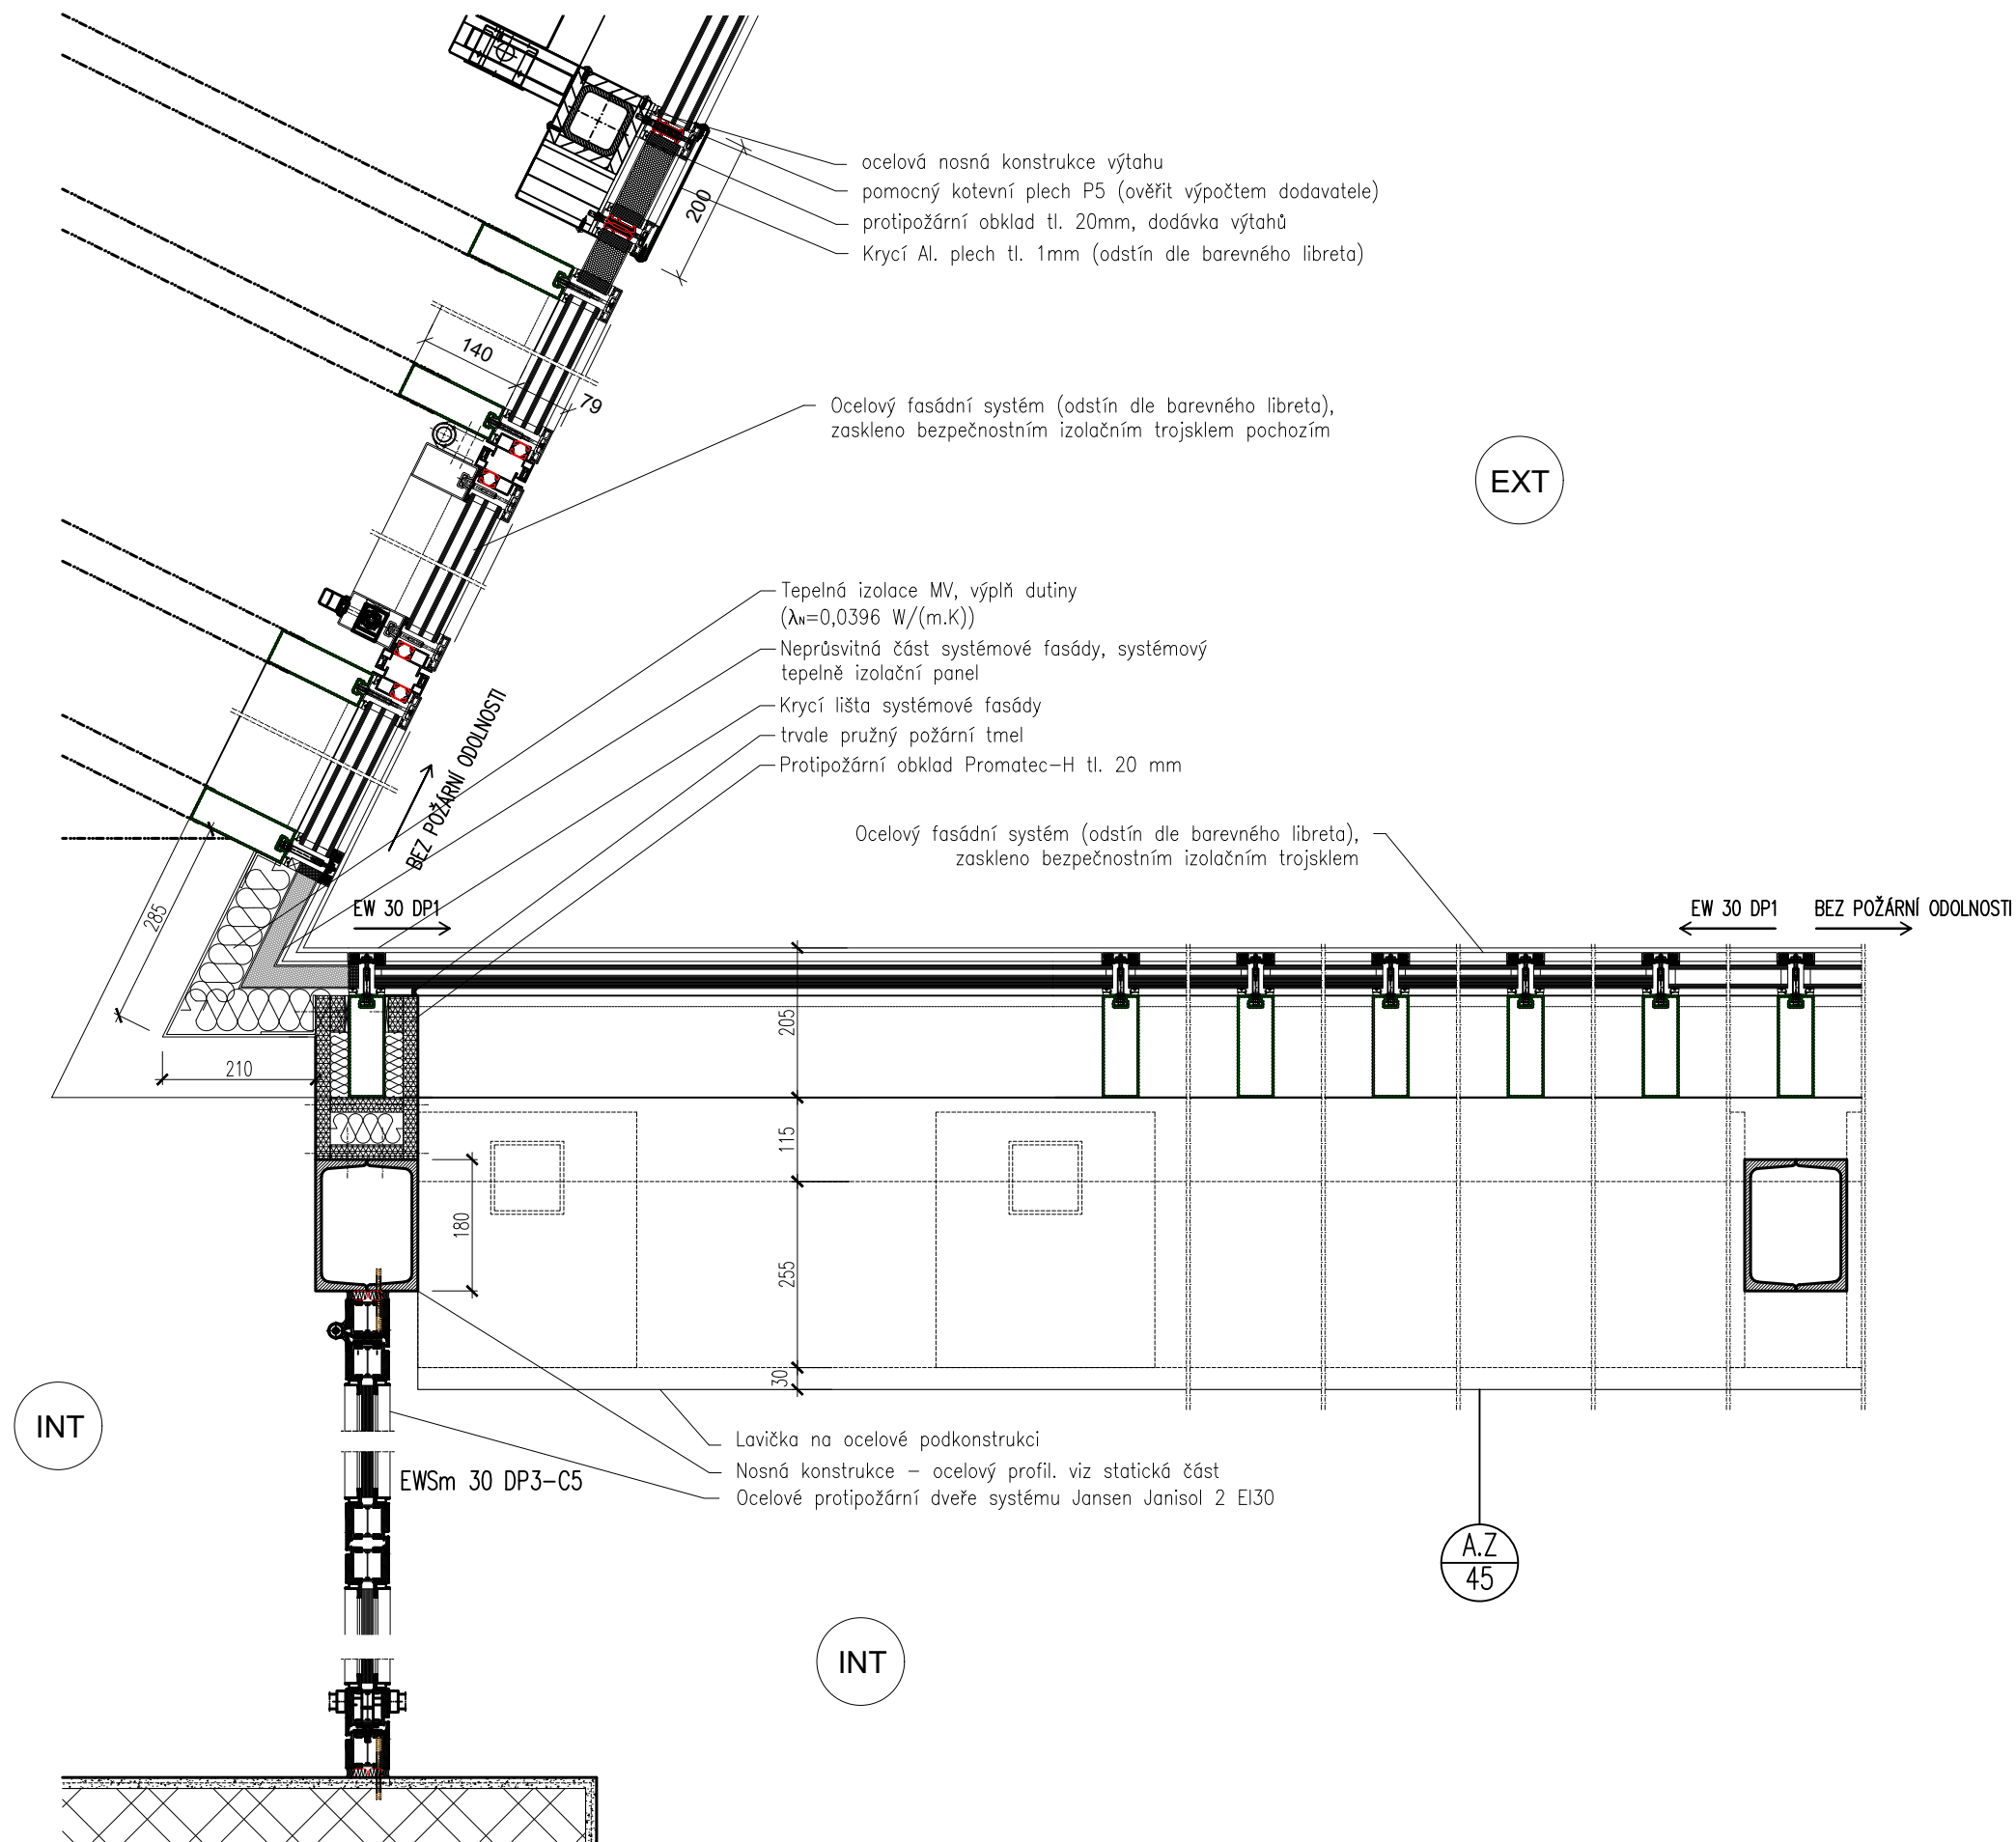 ocelová nosná konstrukce výtahu
pomocný kotevní plech P5 (ověřit výpočtem dodavatele)
protipožární obklad tl. 20mm, dodávka výtahů
Krycí Al. plech tl. 1mm (odstín dle barevného libreta)
200
140
79
Ocelový fasádní systém (odstín dle barevného libreta),
zaskleno bezpečnostním izolačním trojsklem pochozím
EXT
Tepelná izolace MV, výplň dutiny
(λN=0,0396 W/(m.K))
Neprůsvitná část systémové fasády, systémový
tepelně izolační panel
Krycí lišta systémové fasády
trvale pružný požární tmel
Protipožární obklad Promatec-H tl. 20 mm
BEZ POŽÁRNÍ ODOLNOSTI
Ocelový fasádní systém (odstín dle barevného libreta),
zaskleno bezpečnostním izolačním trojsklem
285
EW 30 DP1
EW 30 DP1
BEZ POŽÁRNÍ ODOLNOSTI
205
210
115
180
255
30
INT
Lavička na ocelové podkonstrukci
Nosná konstrukce – ocelový profil. viz statická část
Ocelové protipožární dveře systému Jansen Janisol 2 EI30
EWSm 30 DP3-C5
A.Z
45
INT